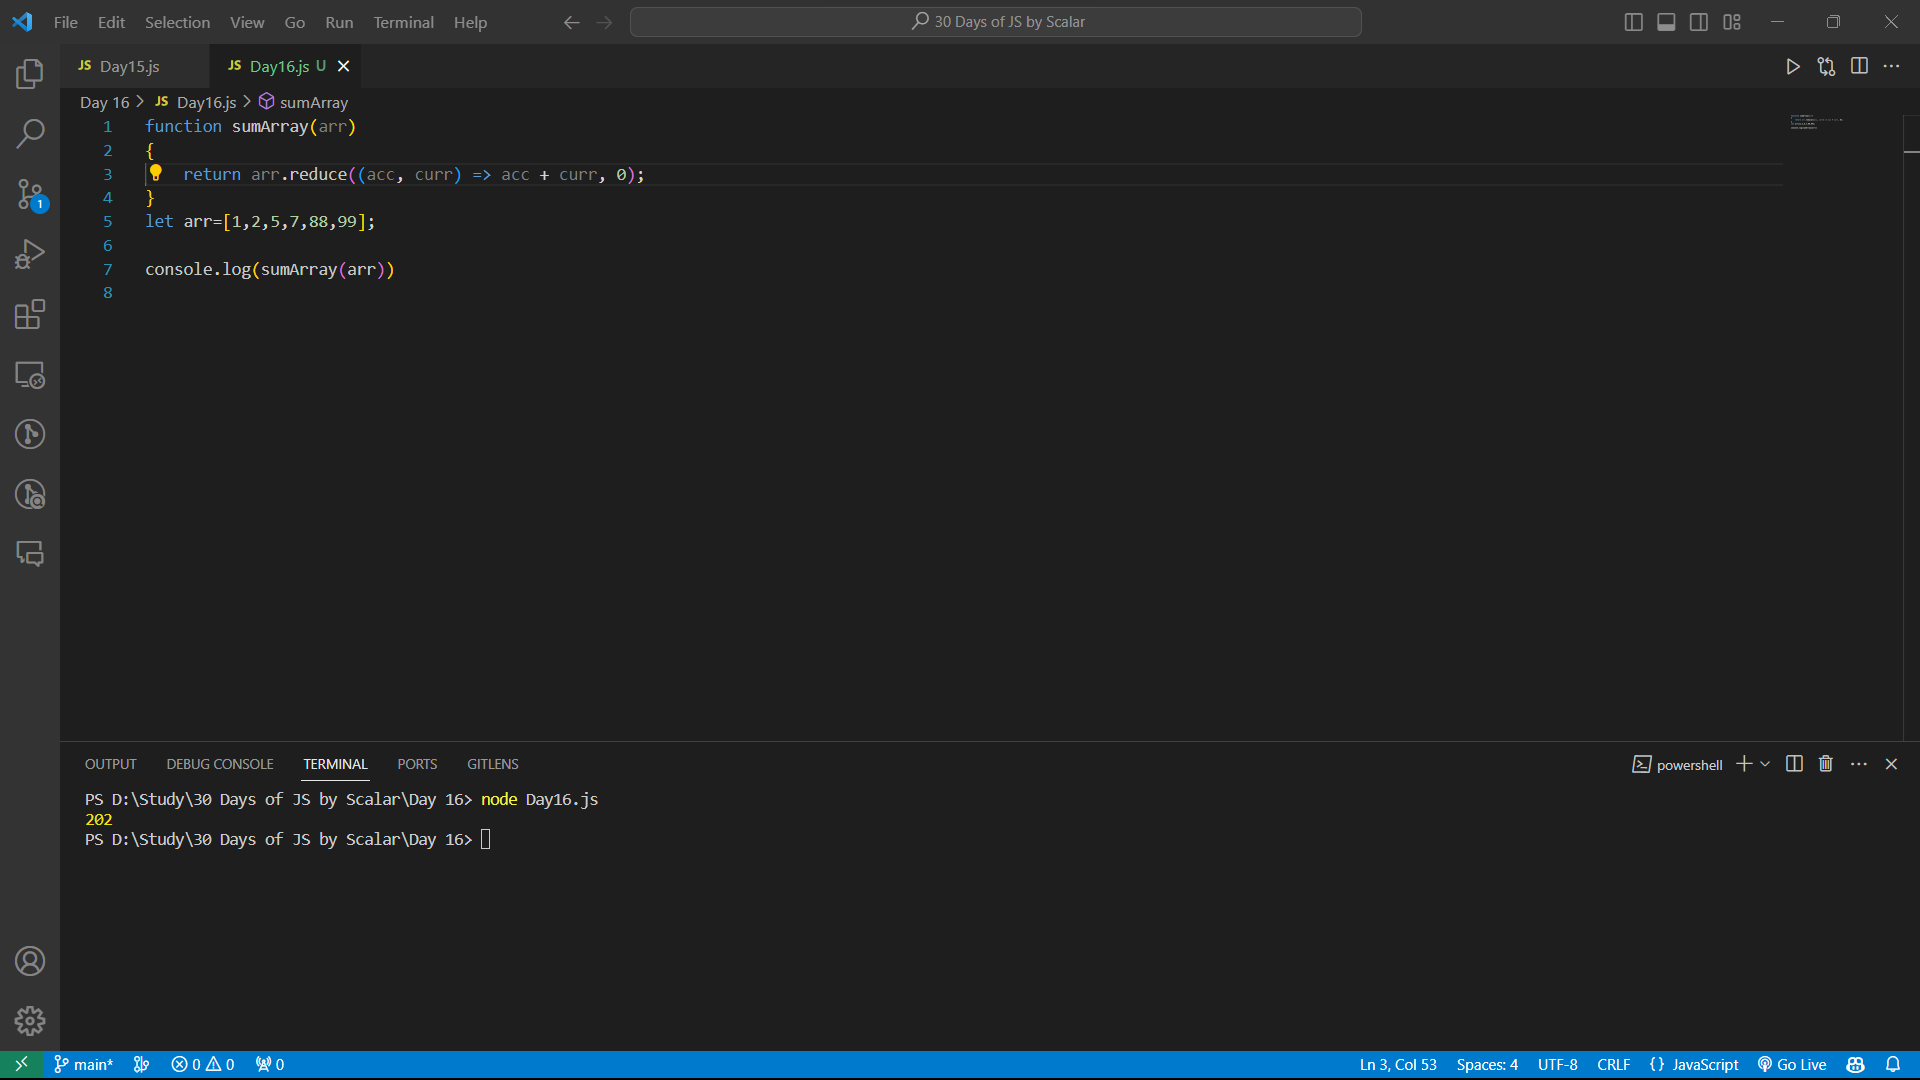 File Edit Selection View Go Run Terminal Help
30 Days of JS by Scalar
JS Day15.js
JS Day16.js U
Day 16 > JS Day16.js > sumArray
1 function sumArray(arr)
2 {
3 return arr.reduce((acc, curr) => acc + curr, 0);
4 }
5 let arr=[1,2,5,7,88,99];
6
7 console.log(sumArray(arr))
8
1
OUTPUT DEBUG CONSOLE TERMINAL PORTS GITLENS
powershell
PS D:\Study\30 Days of JS by Scalar\Day 16> node Day16.js
202
PS D:\Study\30 Days of JS by Scalar\Day 16>
main* 0 0 0
Ln 3, Col 53 Spaces: 4 UTF-8 CRLF {} JavaScript Go Live